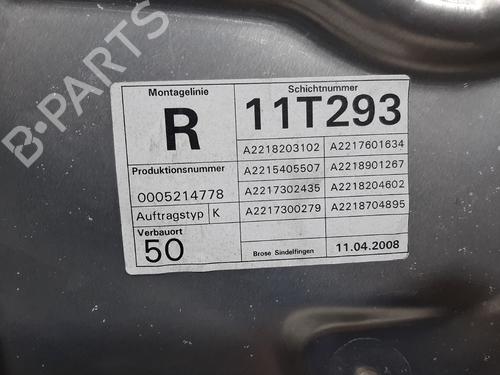 B-PARTS
Montagelinie
R
Schichtnummer
11T293
A2218203102 A2217601634
Produktionsnummer
0005214778
A2215405507 A2218901267
A2217302435 A2218204602
Auftragstyp K
A2217300279 A2218704895
Verbauort
50
Brose Sindelfingen
11.04.2008